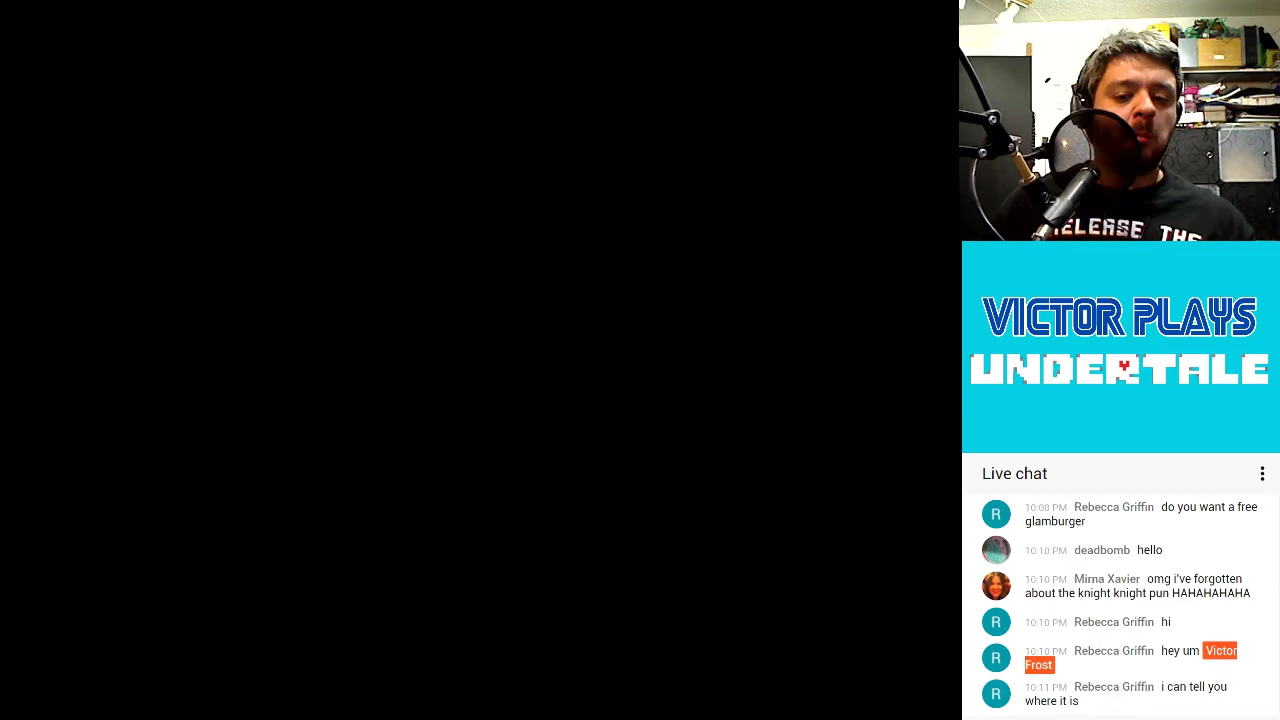 RELEASE THE
VICTOR PLAYS
UNDERTALE
Live chat
R 10:08 PM Rebecca Griffin do you want a free
glamburger
10:10 PM deadbomb hello
10:10 PM Mirna Xavier omg i've forgotten
about the knight knight pun HAHAHAHAHA
R 10:10 PM Rebecca Griffin hi
R 10:10 PM Rebecca Griffin hey um Victor
Frost
R 10:11 PM Rebecca Griffin i can tell you
where it is